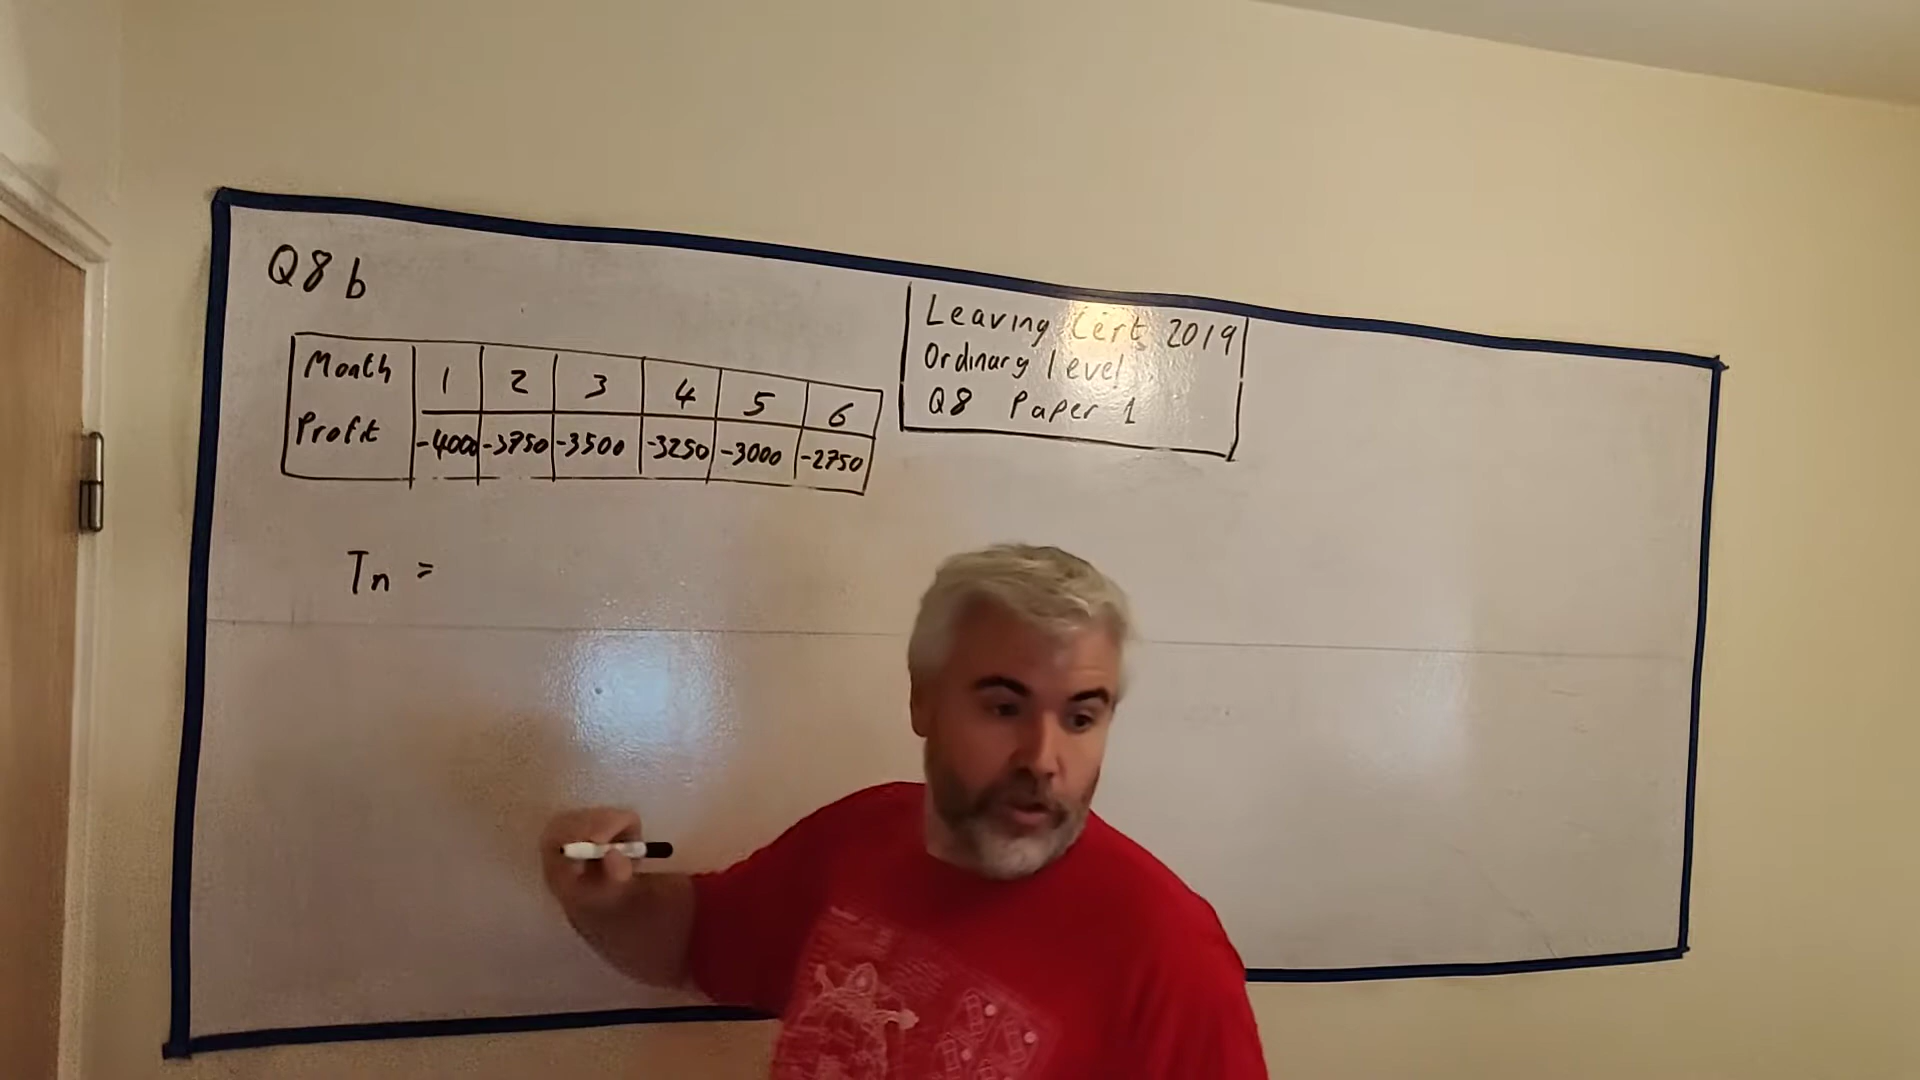 Q8 b
Leaving Cert 2019
Ordinary level
Q8 Paper 1
Month 1 2 3 4 5 6
Profit -4000 -3750 -3500 -3250 -3000 -2750
Tn =